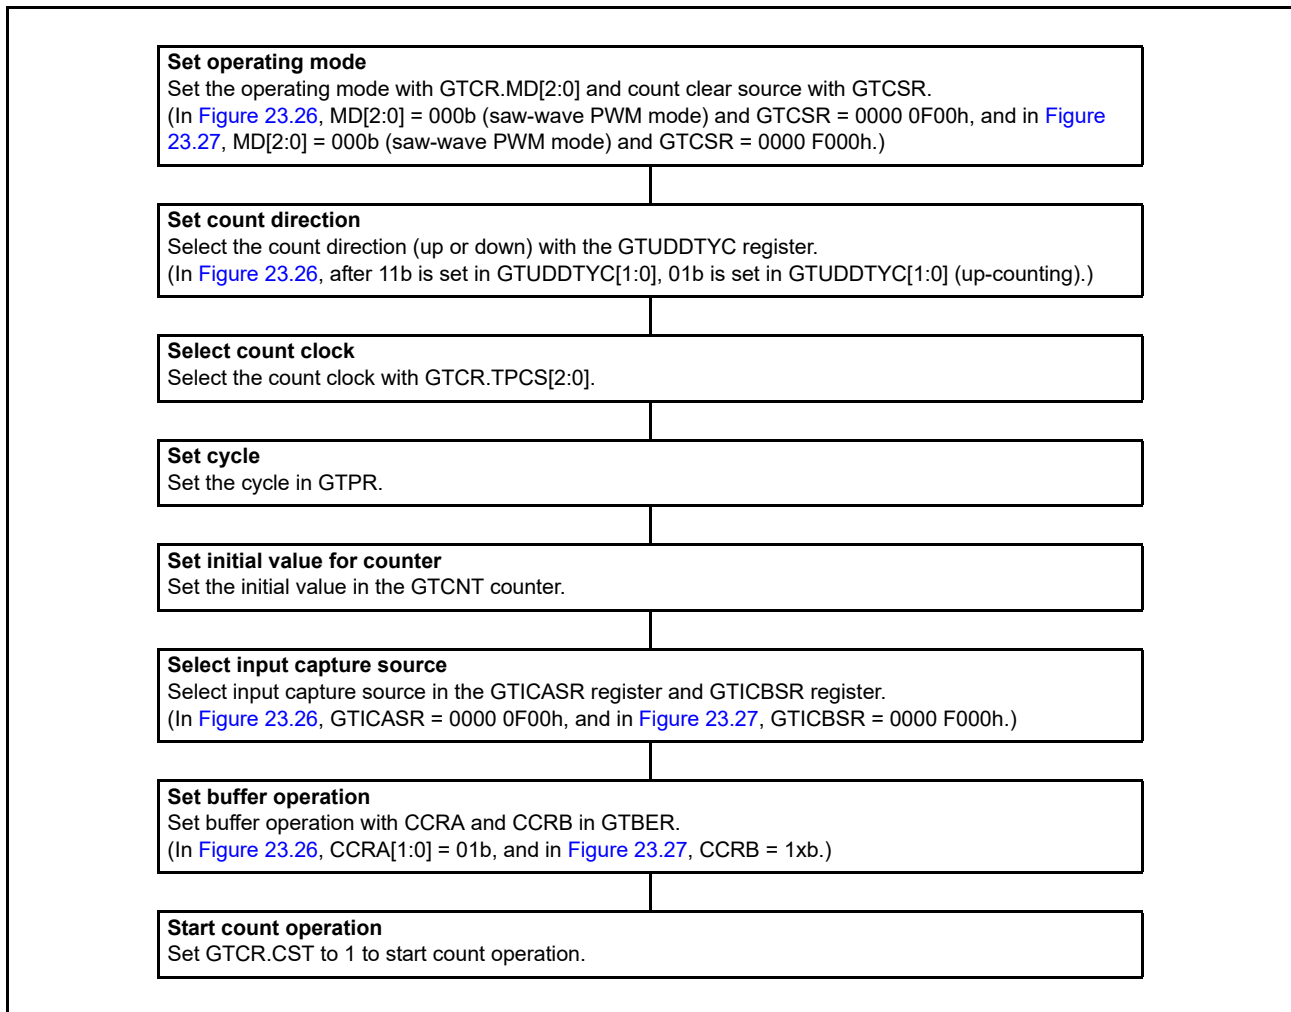 Set operating mode
Set the operating mode with GTCR.MD[2:0] and count clear source with GTCSR.
(In Figure 23.26, MD[2:0] = 000b (saw-wave PWM mode) and GTCSR = 0000 0F00h, and in Figure
23.27, MD[2:0] = 000b (saw-wave PWM mode) and GTCSR = 0000 F000h.)
Set count direction
Select the count direction (up or down) with the GTUDDTYC register.
(In Figure 23.26, after 11b is set in GTUDDTYC[1:0], 01b is set in GTUDDTYC[1:0] (up-counting).)
Select count clock
Select the count clock with GTCR.TPCS[2:0].
Set cycle
Set the cycle in GTPR.
Set initial value for counter
Set the initial value in the GTCNT counter.
Select input capture source
Select input capture source in the GTICASR register and GTICBSR register.
(In Figure 23.26, GTICASR = 0000 0F00h, and in Figure 23.27, GTICBSR = 0000 F000h.)
Set buffer operation
Set buffer operation with CCRA and CCRB in GTBER.
(In Figure 23.26, CCRA[1:0] = 01b, and in Figure 23.27, CCRB = 1xb.)
Start count operation
Set GTCR.CST to 1 to start count operation.